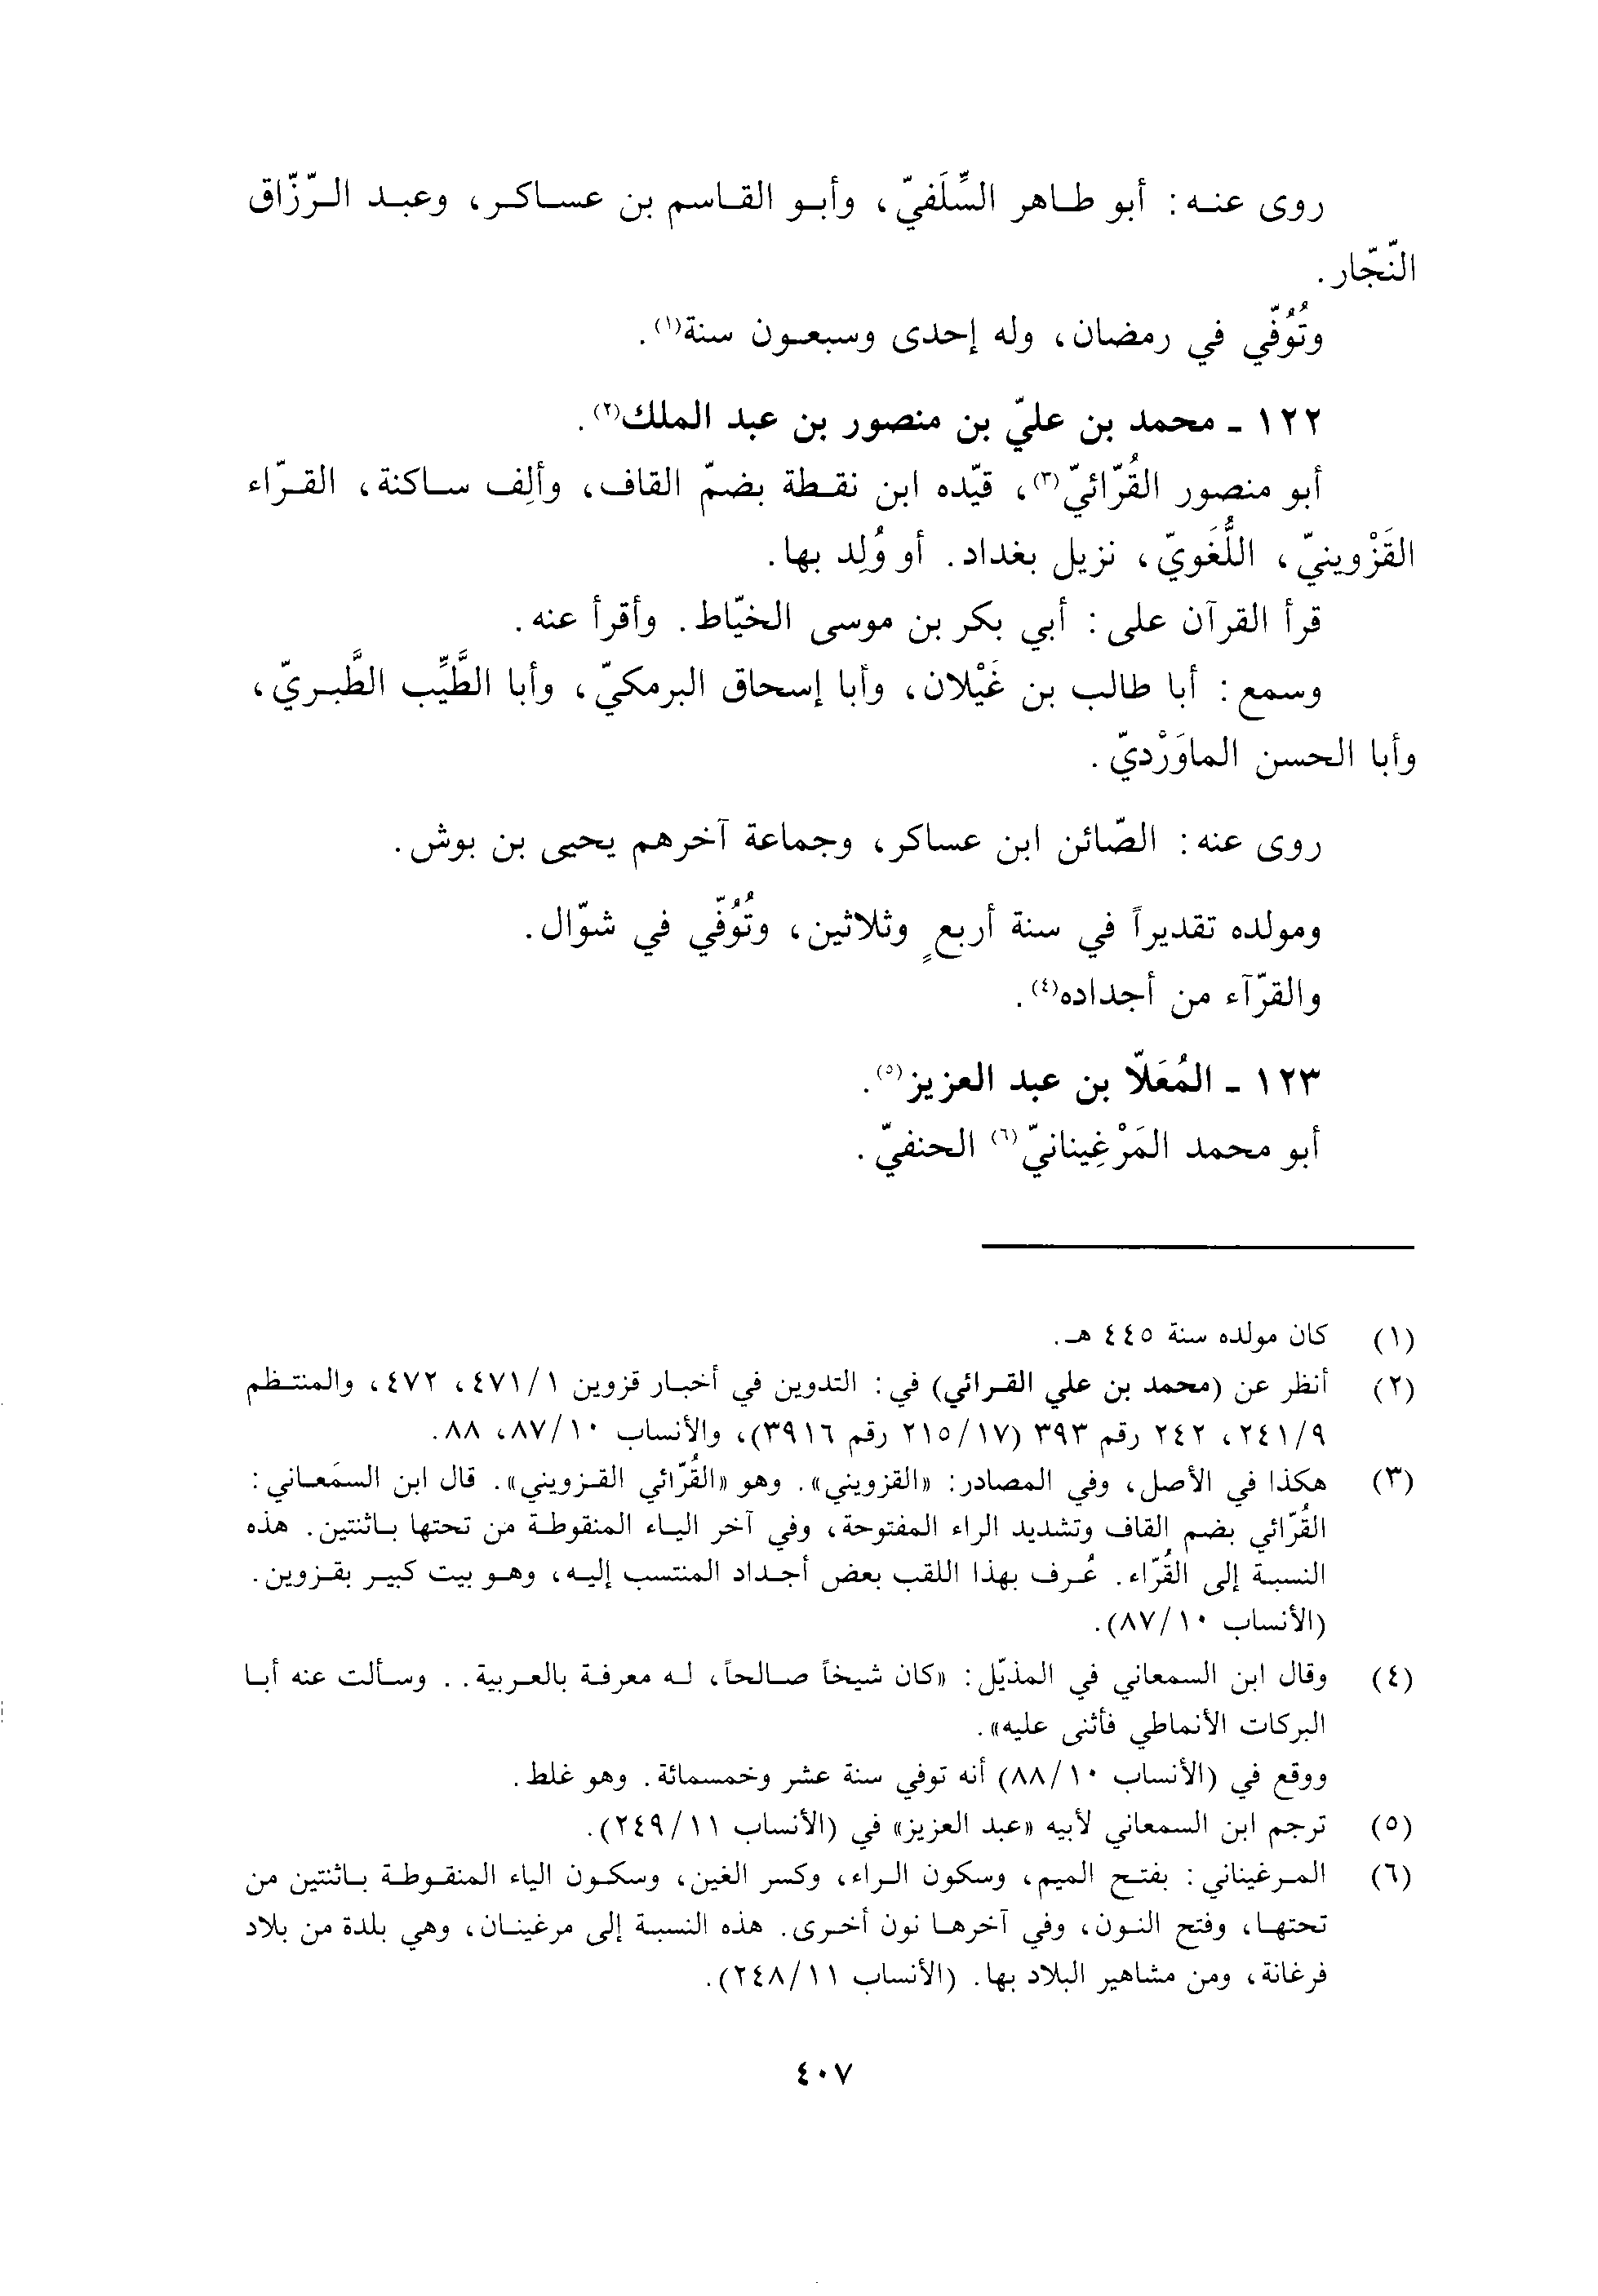 روى عنه: أبو طاهر السِّلَفيّ، وأبو القاسم بن عساكر، وعبد الرّزّاق
النّجّار.
وتُوُفّي في رمضان، وله إحدى وسبعون سنة(١).
١٢٢ - محمد بن عليّ بن منصور بن عبد الملك(٢).
أبو منصور القُرّائيّ(٣)، قيّده ابن نقطة بضمّ القاف، وألِف ساكنة، القرّاء
القَزْوينيّ، اللُّغَويّ، نزيل بغداد. أو وُلِد بها.
قرأ القرآن على: أبي بكر بن موسى الخيّاط. وأقرأ عنه.
وسمع: أبا طالب بن غَيْلان، وأبا إسحاق البرمكيّ، وأبا الطَّيِّب الطَّبريّ،
وأبا الحسن الماوَرْديّ.
روى عنه: الصّائن ابن عساكر، وجماعة آخرهم يحيى بن بوش.
ومولده تقديراً في سنة أربعٍ وثلاثين، وتُوُفّي في شوّال.
والقرّآء من أجداده(٤).
١٢٣ - المُعَلّا بن عبد العزيز(٥).
أبو محمد المَرْغِينانيّ(٦) الحنفيّ.
(١) كان مولده سنة ٤٤٥ هـ.
(٢) أنظر عن (محمد بن علي القرائي) في: التدوين في أخبار قزوين ٤٧١/١، ٤٧٢، والمنتظم
٢٤١/٩، ٢٤٢ رقم ٣٩٣ (٢١٥/١٧ رقم ٣٩١٦)، والأنساب ٨٧/١٠، ٨٨.
(٣) هكذا في الأصل، وفي المصادر: «القزويني». وهو «القُرّائي القزويني». قال ابن السمعاني:
القُرّائي بضم القاف وتشديد الراء المفتوحة، وفي آخر الياء المنقوطة من تحتها باثنتين. هذه
النسبة إلى القُرّاء. عُرف بهذا اللقب بعض أجداد المنتسب إليه، وهو بيت كبير بقزوين.
(الأنساب ٨٧/١٠).
(٤) وقال ابن السمعاني في المذيّل: «كان شيخاً صالحاً، له معرفة بالعربية.. وسألت عنه أبا
البركات الأنماطي فأثنى عليه».
ووقع في (الأنساب ٨٨/١٠) أنه توفي سنة عشر وخمسمائة. وهو غلط.
(٥) ترجم ابن السمعاني لأبيه «عبد العزيز» في (الأنساب ٢٤٩/١١).
(٦) المرغيناني: بفتح الميم، وسكون الراء، وكسر الغين، وسكون الياء المنقوطة باثنتين من
تحتها، وفتح النون، وفي آخرها نون أخرى. هذه النسبة إلى مرغينان، وهي بلدة من بلاد
فرغانة، ومن مشاهير البلاد بها. (الأنساب ٢٤٨/١١).
٤٠٧